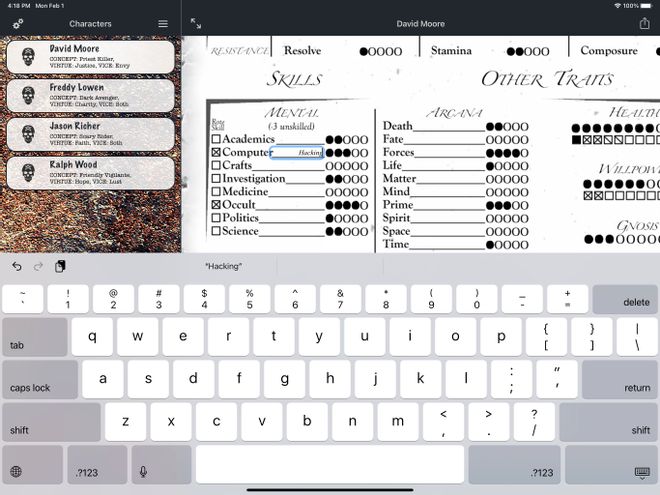 4:18 PM Mon Feb 1
100%
Characters
David Moore
David Moore
CONCEPT: Priest Killer,
VIRTUE: Justice, VICE: Envy
Freddy Lowen
CONCEPT: Dark Avenger,
VIRTUE: Charity, VICE: Sloth
Jason Richer
CONCEPT: Scary Rider,
VIRTUE: Faith, VICE: Sloth
Ralph Wood
CONCEPT: Friendly Vigilante,
VIRTUE: Hope, VICE: Lust
RESISTANCE
Resolve
Stamina
Composure
SKILLS
OTHER TRAITS
MENTAL
Rote Skill
(-3 unskilled)
Academics
Computer Hacking
Crafts
Investigation
Medicine
Occult
Politics
Science
ARCANA
Death
Fate
Forces
Life
Matter
Mind
Prime
Spirit
Space
Time
HEALTH
WILLPOW
GNOSIS
"Hacking"
~ ! @ # $ % ^ & * ( ) _ +
` 1 2 3 4 5 6 7 8 9 0 - = delete
tab q w e r t y u i o p { [ } ] | \
caps lock a s d f g h j k l : ; " ' return
shift z x c v b n m < , > . ? / shift
.?123 .?123